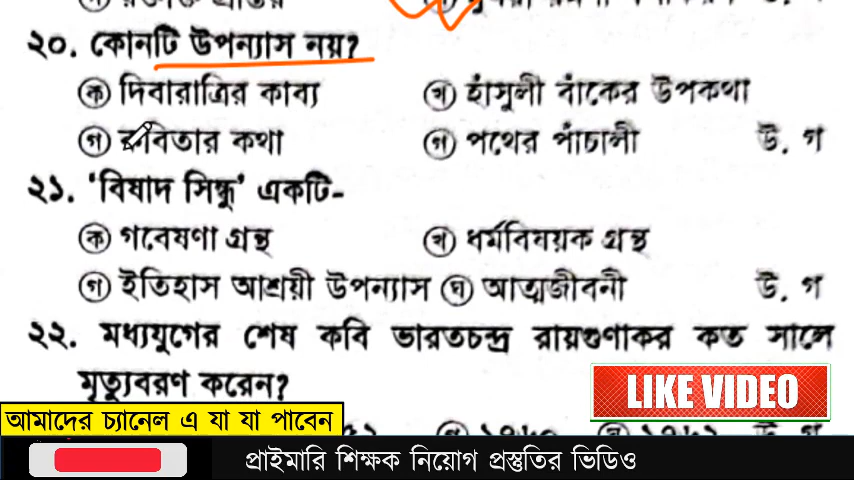 ২০. কোনটি উপন্যাস নয়?
ক দিবারাত্রির কাব্য খ হাঁসুলী বাঁকের উপকথা
গ কবিতার কথা গ পথের পাঁচালী উ. গ
২১. ‘বিষাদ সিন্ধু’ একটি-
ক গবেষণা গ্রন্থ খ ধর্মবিষয়ক গ্রন্থ
গ ইতিহাস আশ্রয়ী উপন্যাস ঘ আত্মজীবনী উ. গ
২২. মধ্যযুগের শেষ কবি ভারতচন্দ্র রায়গুণাকর কত সালে
মৃত্যুবরণ করেন?
LIKE VIDEO
আমাদের চ্যানেল এ যা যা পাবেন
প্রাইমারি শিক্ষক নিয়োগ প্রস্তুতির ভিডিও